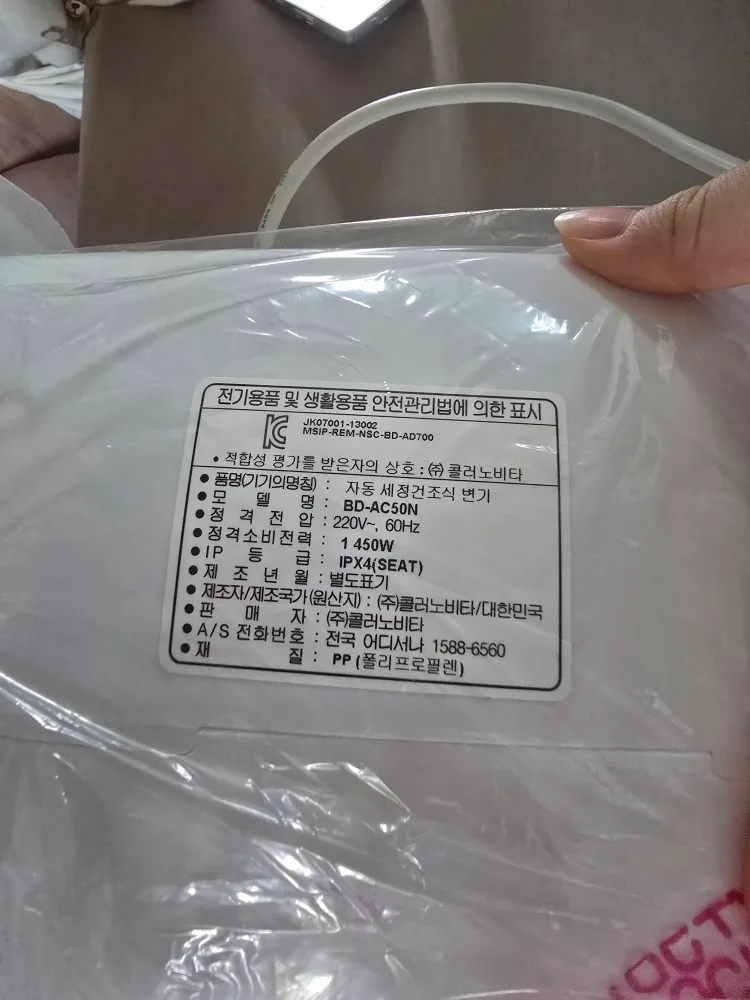 전기용품 및 생활용품 안전관리법에 의한 표시
JK07001-13002
MSIP-REM-NSC-BD-AD700
• 적합성 평가를 받은자의 상호 : ㈜ 콜러노비타
● 품명(기기의명칭) : 자동 세정건조식 변기
● 모 델 명 : BD-AC50N
● 정 격 전 압 : 220V~, 60Hz
● 정격소비전력 : 1 450W
● IP 등 급 : IPX4(SEAT)
● 제 조 년 월 : 별도표기
● 제조자/제조국가(원산지) : (주)콜러노비타/대한민국
● 판 매 자 : (주)콜러노비타
● A/S 전화번호 : 전국 어디서나 1588-6560
● 재 질 : PP (폴리프로필렌)